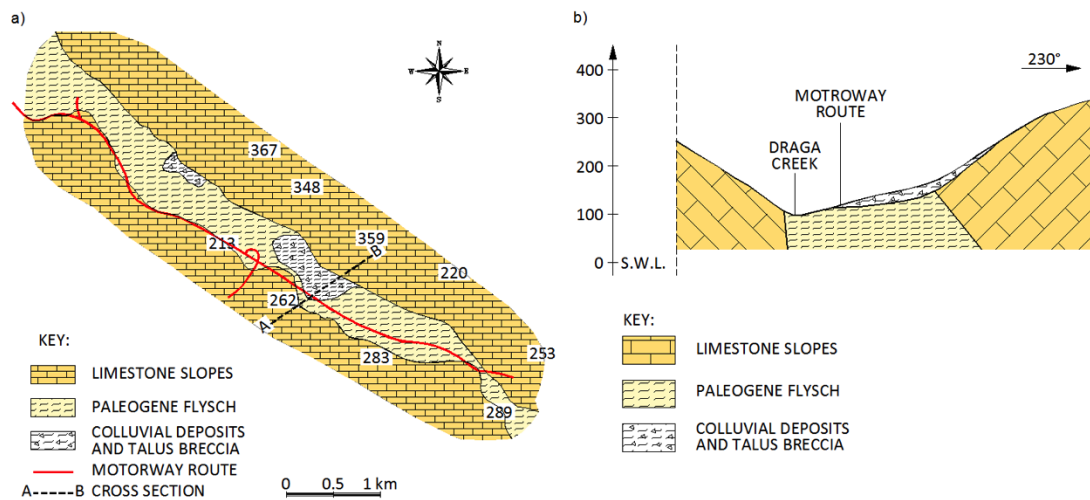 a)
N
W E
S
367
348
359
B
220
213
262
A
283
253
289
KEY:
LIMESTONE SLOPES
PALEOGENE FLYSCH
COLLUVIAL DEPOSITS
AND TALUS BRECCIA
MOTORWAY ROUTE
A B CROSS SECTION
0 0.5 1 km
b)
400
300
200
100
0 S.W.L.
230°
MOTROWAY
ROUTE
DRAGA
CREEK
KEY:
LIMESTONE SLOPES
PALEOGENE FLYSCH
COLLUVIAL DEPOSITS
AND TALUS BRECCIA